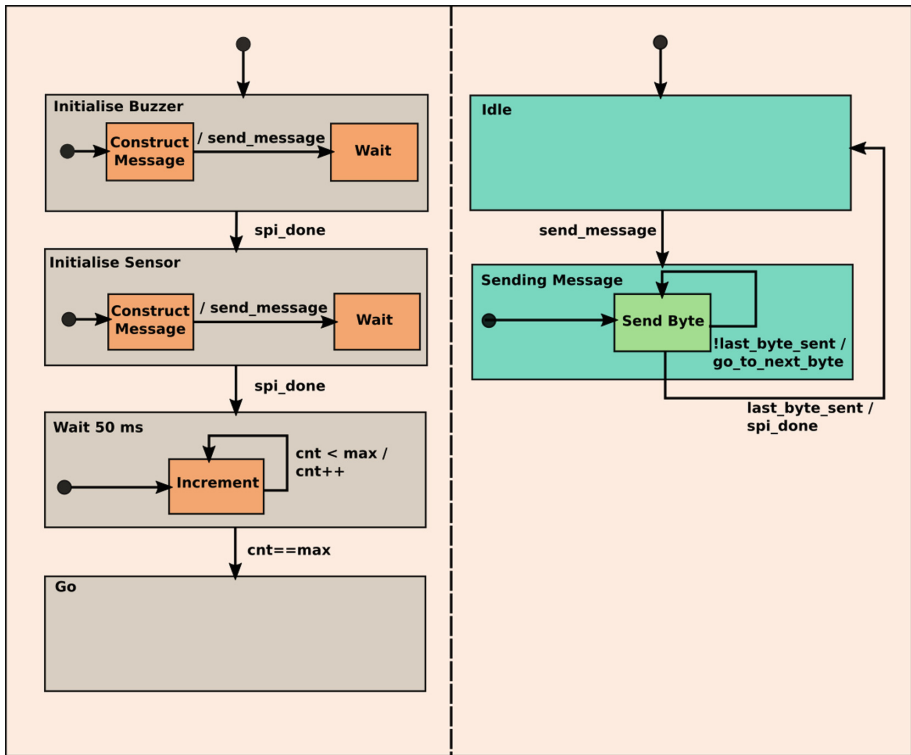 Initialise Buzzer
Construct
Message
/ send_message
Wait
spi_done
Initialise Sensor
Construct
Message
/ send_message
Wait
spi_done
Wait 50 ms
Increment
cnt < max /
cnt++
cnt==max
Go
Idle
send_message
Sending Message
Send Byte
!last_byte_sent /
go_to_next_byte
last_byte_sent /
spi_done